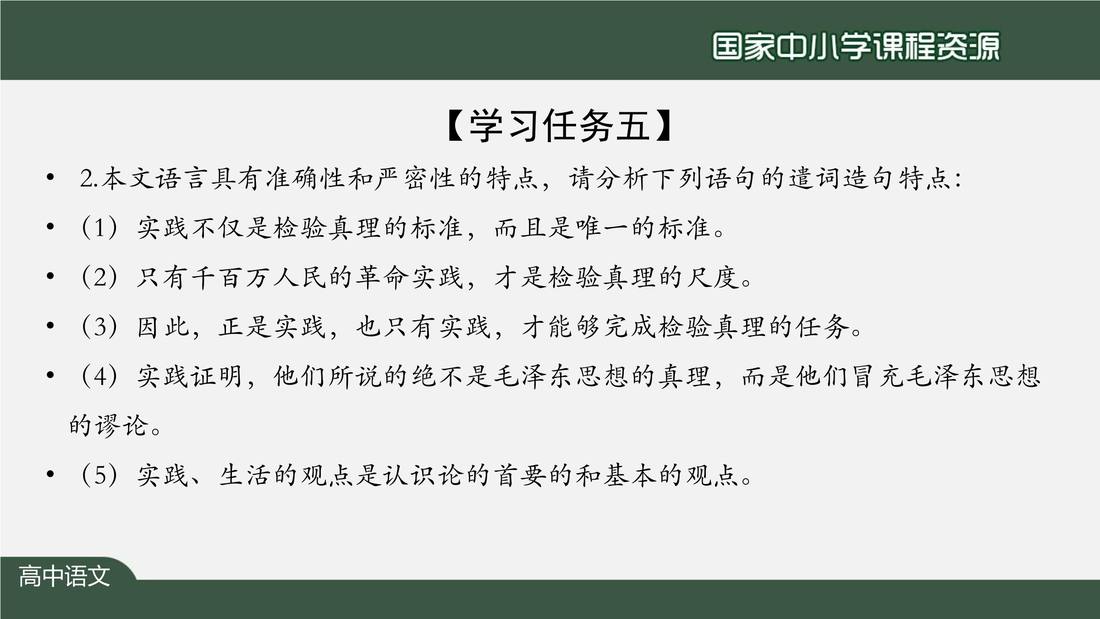 国家中小学课程资源
【学习任务五】
• 2.本文语言具有准确性和严密性的特点，请分析下列语句的遣词造句特点：
• （1）实践不仅是检验真理的标准，而且是唯一的标准。
• （2）只有千百万人民的革命实践，才是检验真理的尺度。
• （3）因此，正是实践，也只有实践，才能够完成检验真理的任务。
• （4）实践证明，他们所说的绝不是毛泽东思想的真理，而是他们冒充毛泽东思想
的谬论。
• （5）实践、生活的观点是认识论的首要的和基本的观点。
高中语文